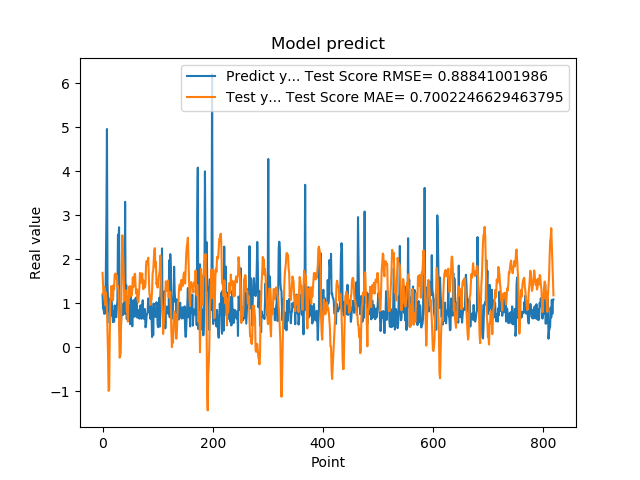 Model predict
Predict y... Test Score RMSE= 0.88841001986
Test y... Test Score MAE= 0.7002246629463795
Real value
6
5
4
3
2
1
0
−1
0 200 400 600 800
Point